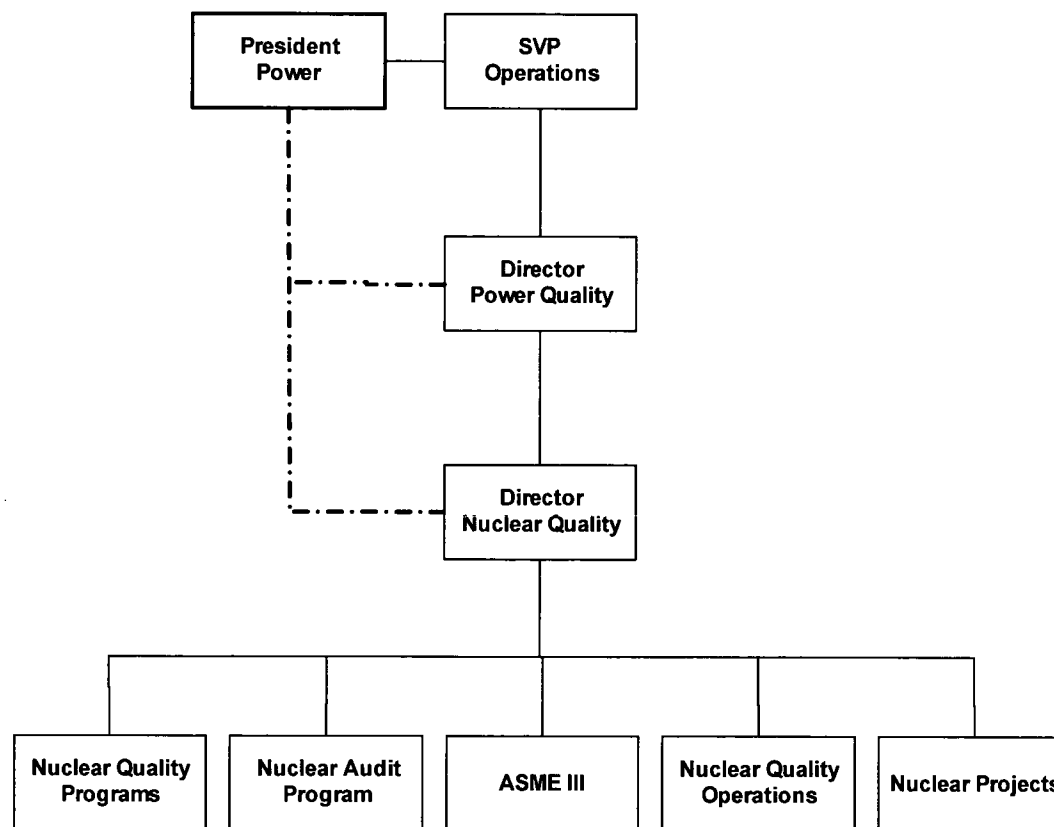 President
Power
SVP
Operations
Director
Power Quality
Director
Nuclear Quality
Nuclear Quality
Programs
Nuclear Audit
Program
ASME III
Nuclear Quality
Operations
Nuclear Projects